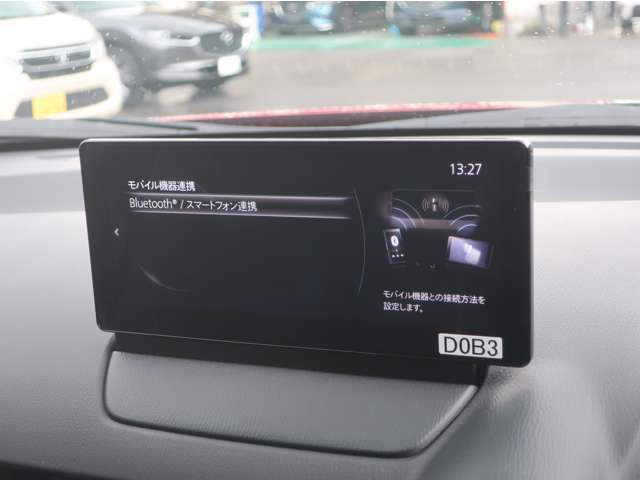 13:27
モバイル機器連携
Bluetooth® / スマートフォン連携
モバイル機器との接続方法を
設定します。
D0B3